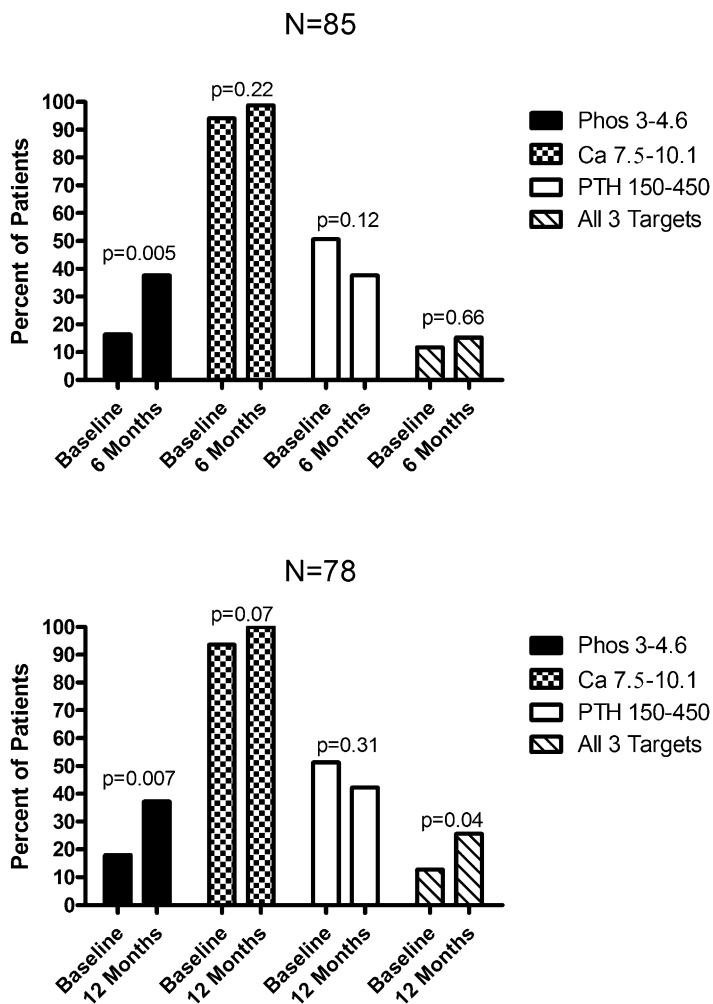 N=85
Percent of Patients
100
90
80
70
60
50
40
30
20
10
0
p=0.005
p=0.22
p=0.12
p=0.66
Baseline
6 Months
Baseline
6 Months
Baseline
6 Months
Baseline
6 Months
Phos 3-4.6
Ca 7.5-10.1
PTH 150-450
All 3 Targets
N=78
Percent of Patients
100
90
80
70
60
50
40
30
20
10
0
p=0.007
p=0.07
p=0.31
p=0.04
Baseline
12 Months
Baseline
12 Months
Baseline
12 Months
Baseline
12 Months
Phos 3-4.6
Ca 7.5-10.1
PTH 150-450
All 3 Targets